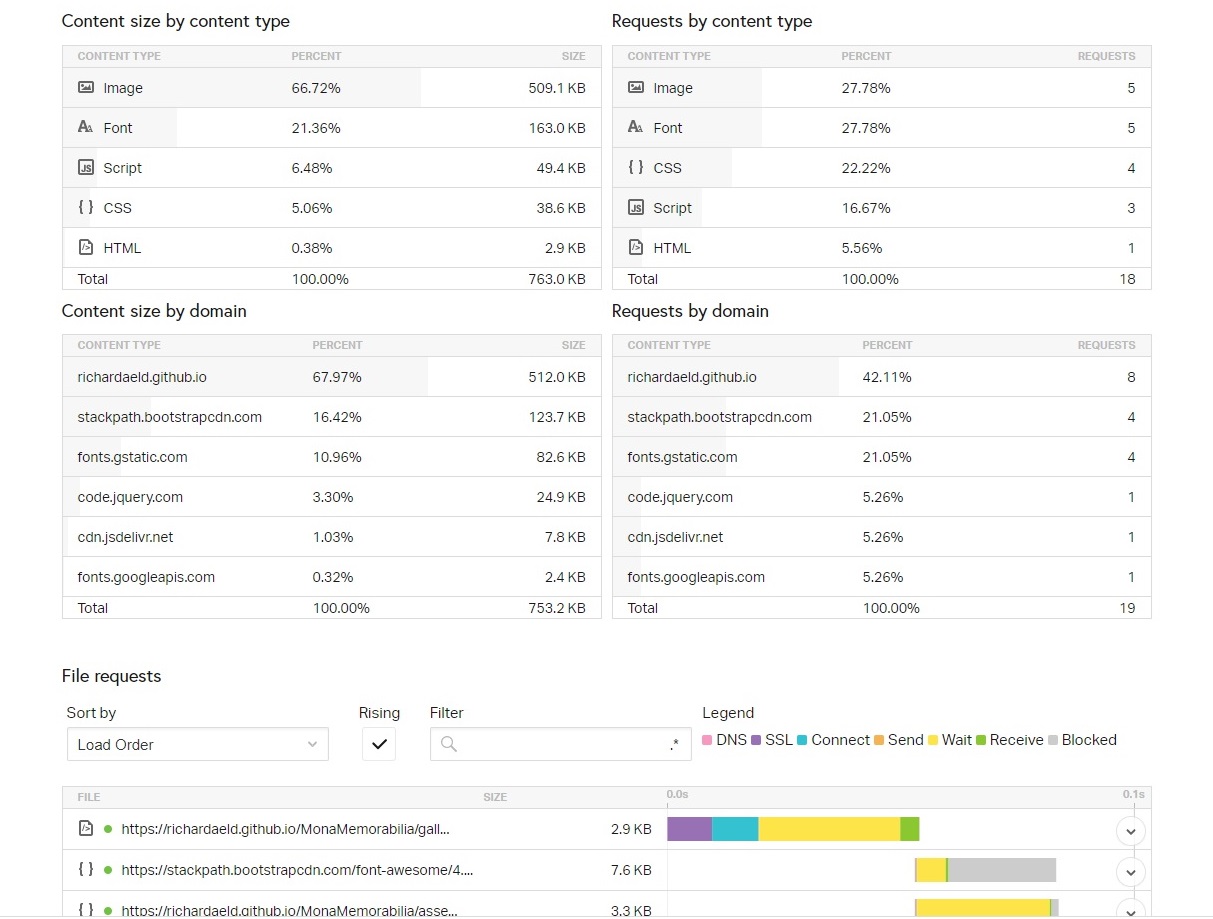 Content size by content type
CONTENT TYPE PERCENT SIZE
Image 66.72% 509.1 KB
Font 21.36% 163.0 KB
Script 6.48% 49.4 KB
CSS 5.06% 38.6 KB
HTML 0.38% 2.9 KB
Total 100.00% 763.0 KB
Requests by content type
CONTENT TYPE PERCENT REQUESTS
Image 27.78% 5
Font 27.78% 5
CSS 22.22% 4
Script 16.67% 3
HTML 5.56% 1
Total 100.00% 18
Content size by domain
CONTENT TYPE PERCENT SIZE
richardaeld.github.io 67.97% 512.0 KB
stackpath.bootstrapcdn.com 16.42% 123.7 KB
fonts.gstatic.com 10.96% 82.6 KB
code.jquery.com 3.30% 24.9 KB
cdn.jsdelivr.net 1.03% 7.8 KB
fonts.googleapis.com 0.32% 2.4 KB
Total 100.00% 753.2 KB
Requests by domain
CONTENT TYPE PERCENT REQUESTS
richardaeld.github.io 42.11% 8
stackpath.bootstrapcdn.com 21.05% 4
fonts.gstatic.com 21.05% 4
code.jquery.com 5.26% 1
cdn.jsdelivr.net 5.26% 1
fonts.googleapis.com 5.26% 1
Total 100.00% 19
File requests
Sort by Rising Filter Legend
Load Order .* DNS SSL Connect Send Wait Receive Blocked
FILE SIZE 0.0s 0.1s
https://richardaeld.github.io/MonaMemorabilia/gall... 2.9 KB
https://stackpath.bootstrapcdn.com/font-awesome/4.... 7.6 KB
https://richardaeld.github.io/MonaMemorabilia/asse... 3.3 KB